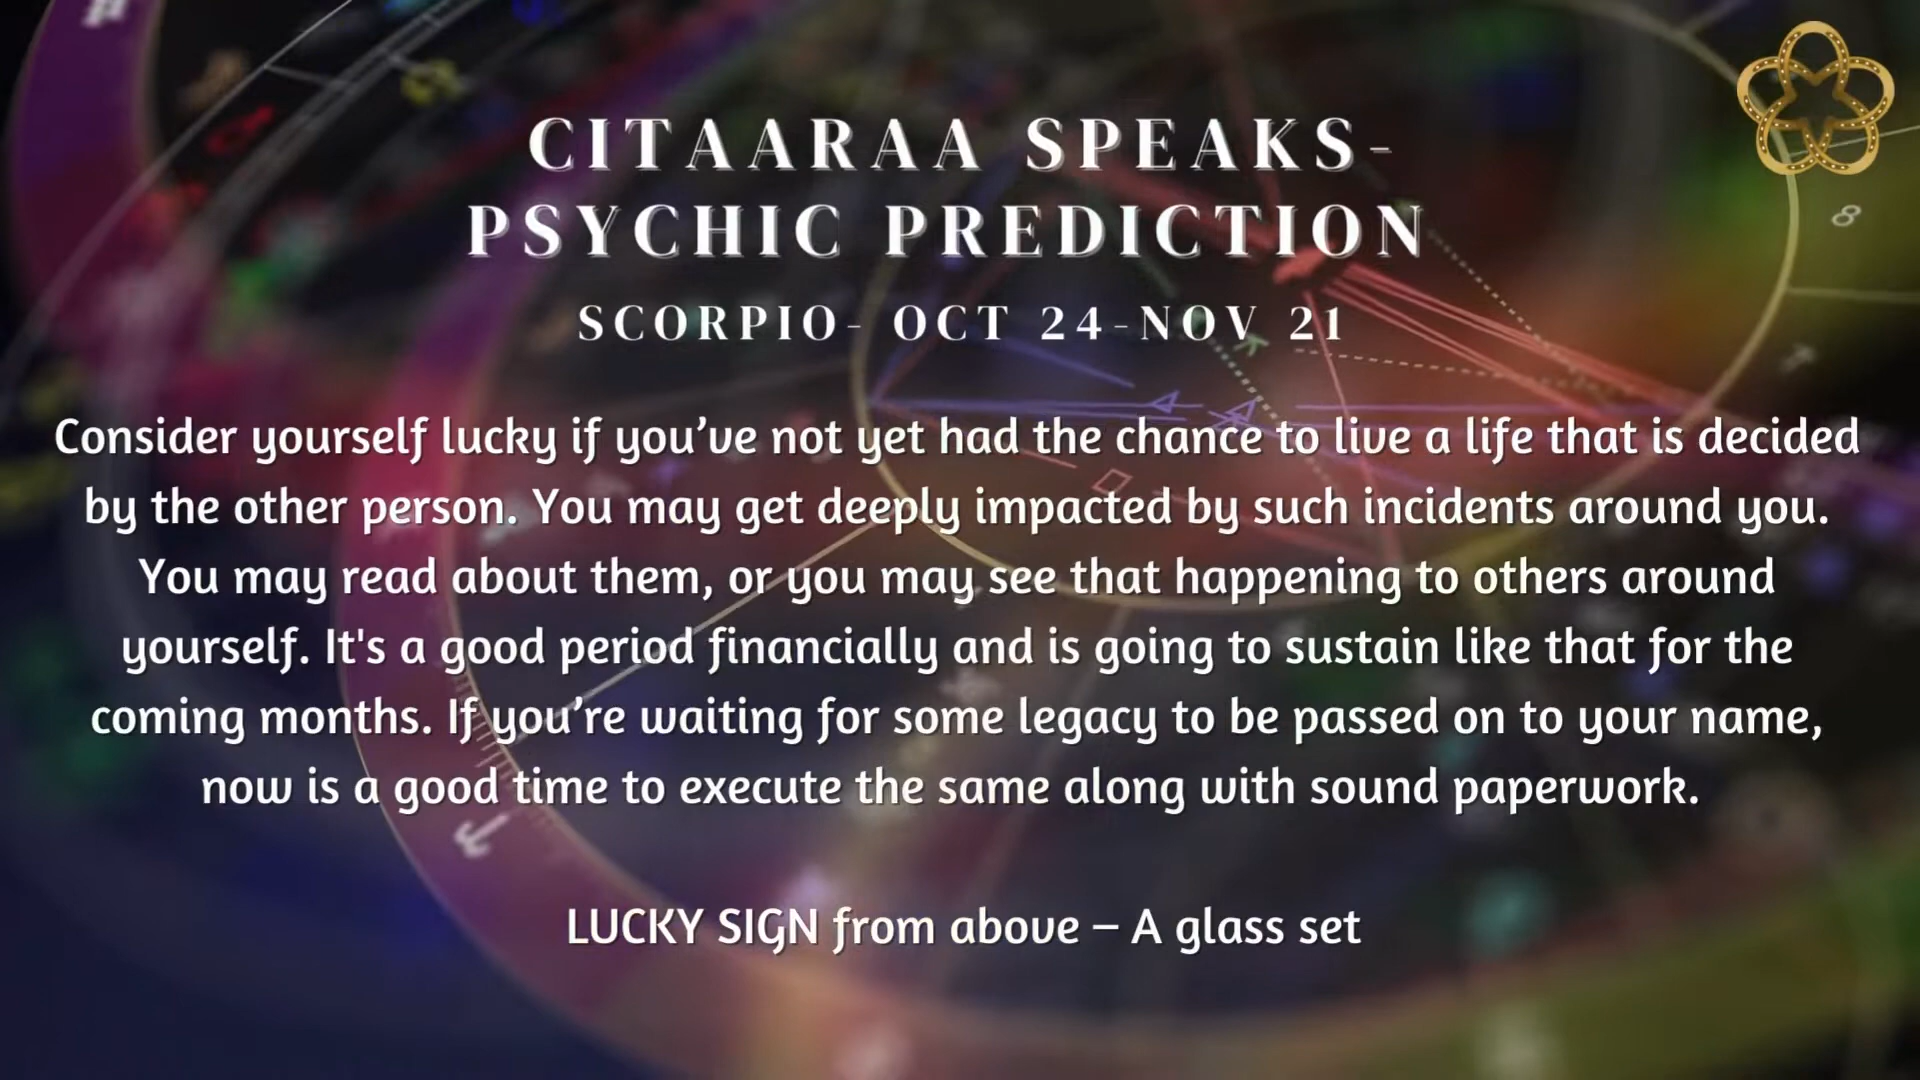 CITAARAA SPEAKS-
PSYCHIC PREDICTION
SCORPIO- OCT 24-NOV 21
Consider yourself lucky if you’ve not yet had the chance to live a life that is decided
by the other person. You may get deeply impacted by such incidents around you.
You may read about them, or you may see that happening to others around
yourself. It's a good period financially and is going to sustain like that for the
coming months. If you’re waiting for some legacy to be passed on to your name,
now is a good time to execute the same along with sound paperwork.
LUCKY SIGN from above – A glass set